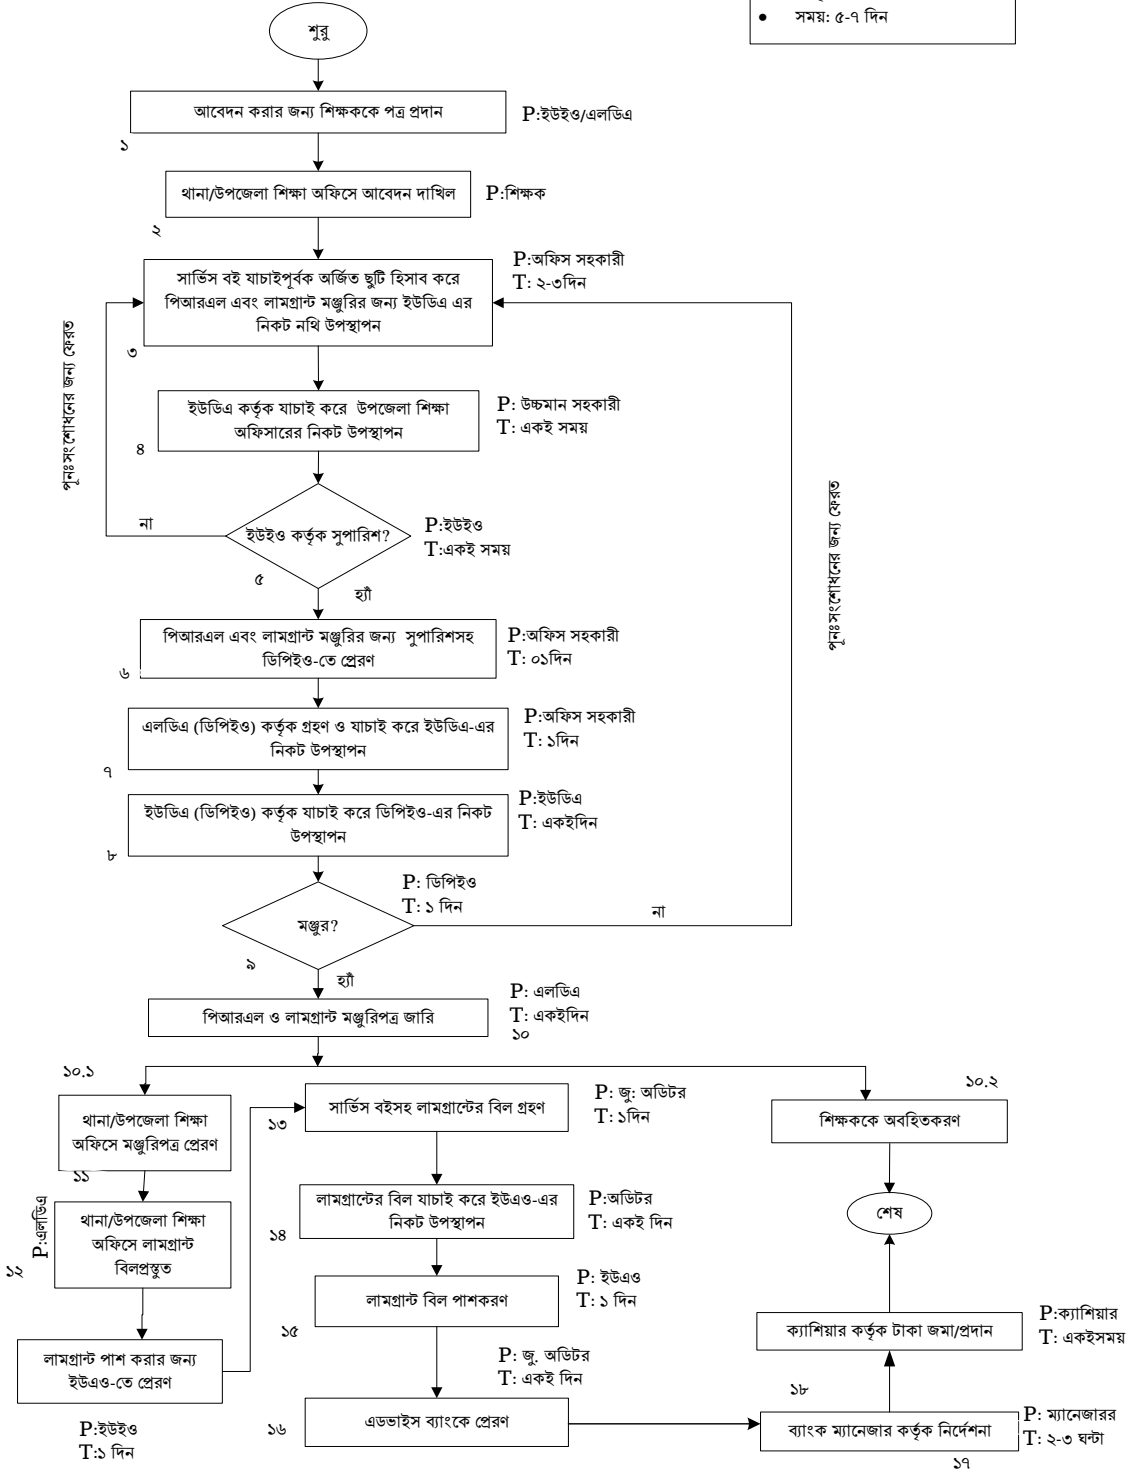 • সময়: ৫-৭ দিন
শুরু
আবেদন করার জন্য শিক্ষককে পত্র প্রদান
P:ইউইও/এলডিএ
১
থানা/উপজেলা শিক্ষা অফিসে আবেদন দাখিল
P:শিক্ষক
২
সার্ভিস বই যাচাইপূর্বক অর্জিত ছুটি হিসাব করে
পিআরএল এবং লামগ্রান্ট মঞ্জুরির জন্য ইউডিএ এর
নিকট নথি উপস্থাপন
P:অফিস সহকারী
T: ২-৩দিন
৩
পূনঃসংশোধনের জন্য ফেরত
ইউডিএ কর্তৃক যাচাই করে উপজেলা শিক্ষা
অফিসারের নিকট উপস্থাপন
P: উচ্চমান সহকারী
T: একই সময়
৪
না
ইউইও কর্তৃক সুপারিশ?
P:ইউইও
T:একই সময়
৫
হ্যাঁ
পূনঃসংশোধনের জন্য ফেরত
পিআরএল এবং লামগ্রান্ট মঞ্জুরির জন্য সুপারিশসহ
ডিপিইও-তে প্রেরণ
P:অফিস সহকারী
T: ০১দিন
৬
এলডিএ (ডিপিইও) কর্তৃক গ্রহণ ও যাচাই করে ইউডিএ-এর
নিকট উপস্থাপন
P:অফিস সহকারী
T: ১দিন
৭
ইউডিএ (ডিপিইও) কর্তৃক যাচাই করে ডিপিইও-এর নিকট
উপস্থাপন
P:ইউডিএ
T: একইদিন
৮
মঞ্জুর?
P: ডিপিইও
T: ১ দিন
না
৯
হ্যাঁ
পিআরএল ও লামগ্রান্ট মঞ্জুরিপত্র জারি
P: এলডিএ
T: একইদিন
১০
১০.১
থানা/উপজেলা শিক্ষা
অফিসে মঞ্জুরিপত্র প্রেরণ
১১
থানা/উপজেলা শিক্ষা
অফিসে লামগ্রান্ট
বিলপ্রস্তুত
P:এলডিএ
১২
লামগ্রান্ট পাশ করার জন্য
ইউএও-তে প্রেরণ
P:ইউইও
T:১ দিন
সার্ভিস বইসহ লামগ্রান্টের বিল গ্রহণ
P: জু: অডিটর
T: ১দিন
১৩
লামগ্রান্টের বিল যাচাই করে ইউএও-এর
নিকট উপস্থাপন
P:অডিটর
T: একই দিন
১৪
লামগ্রান্ট বিল পাশকরণ
P: ইউএও
T: ১ দিন
১৫
P: জু. অডিটর
T: একই দিন
এডভাইস ব্যাংকে প্রেরণ
১৬
১০.২
শিক্ষককে অবহিতকরণ
শেষ
ক্যাশিয়ার কর্তৃক টাকা জমা/প্রদান
P:ক্যাশিয়ার
T: একইসময়
১৮
ব্যাংক ম্যানেজার কর্তৃক নির্দেশনা
P: ম্যানেজারর
T: ২-৩ ঘন্টা
১৭